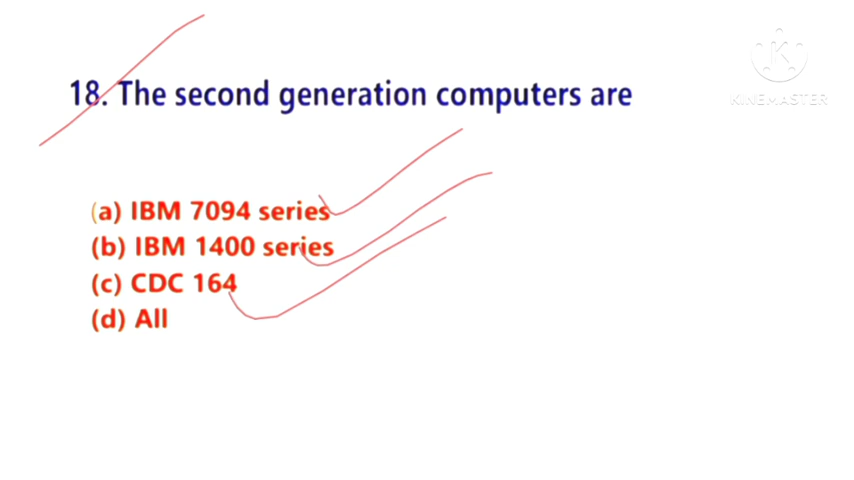 18. The second generation computers are
KINEMASTER
(a) IBM 7094 series
(b) IBM 1400 series
(c) CDC 164
(d) All